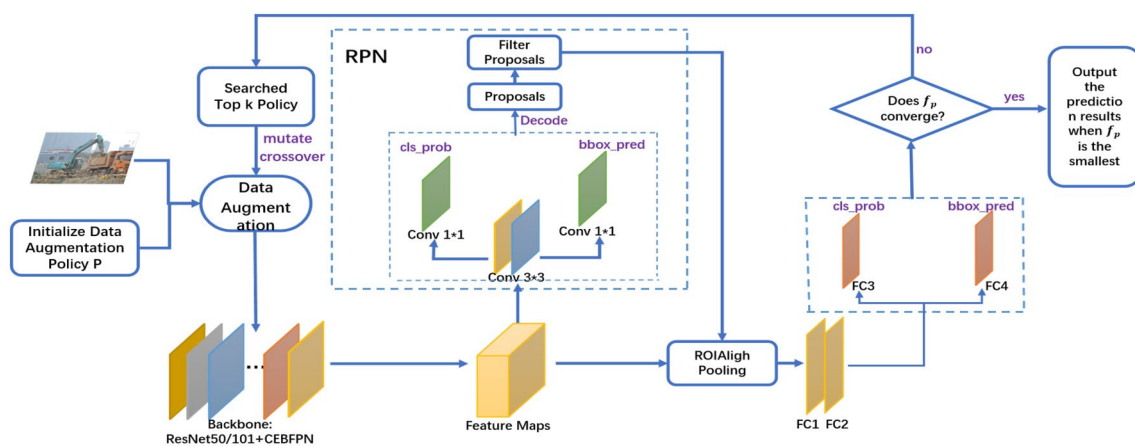 no
RPN
Filter
Proposals
Proposals
Decode
cls_prob
bbox_pred
Conv 1*1
Conv 1*1
Conv 3*3
Searched
Top k Policy
mutate
crossover
Data
Augment
ation
Initialize Data
Augmentation
Policy P
...
Backbone:
ResNet50/101+CEBFPN
Feature Maps
ROIAligh
Pooling
FC1 FC2
cls_prob
bbox_pred
FC3
FC4
Does fₚ
converge?
yes
Output
the
predictio
n results
when fₚ
is the
smallest